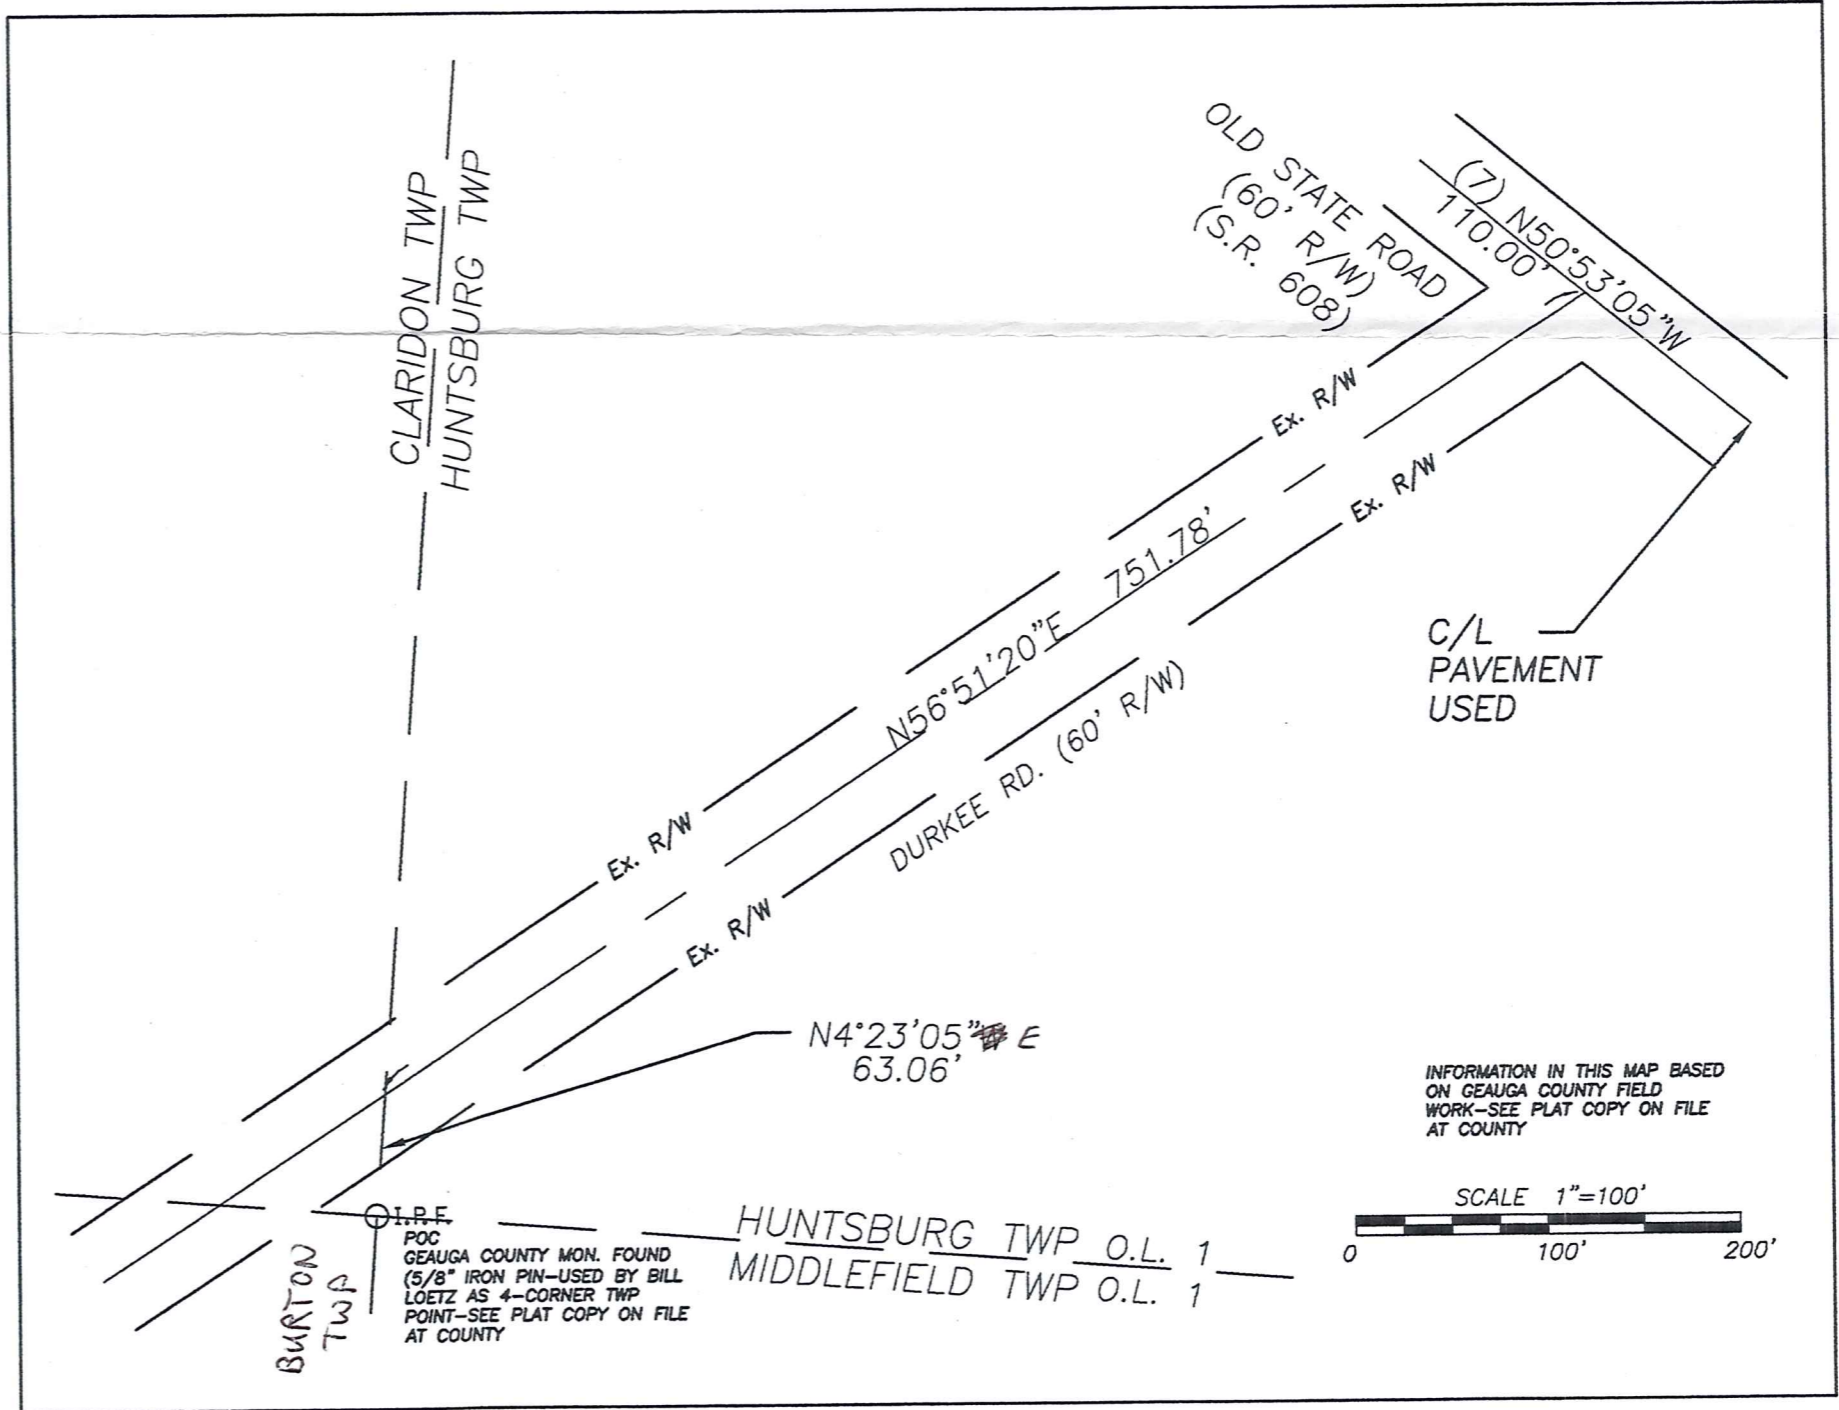 CLARIDON TWP
HUNTSBURG TWP
OLD STATE ROAD
(60' R/W)
(S.R. 608)
(7) N50°53'05"W
110.00'
Ex. R/W
Ex. R/W
N56°51'20"E 751.78'
C/L
PAVEMENT
USED
DURKEE RD. (60' R/W)
Ex. R/W
Ex. R/W
N4°23'05" E
63.06'
INFORMATION IN THIS MAP BASED
ON GEAUGA COUNTY FIELD
WORK-SEE PLAT COPY ON FILE
AT COUNTY
SCALE 1"=100'
0 100' 200'
I.P.F.
POC
GEAUGA COUNTY MON. FOUND
(5/8" IRON PIN-USED BY BILL
LOETZ AS 4-CORNER TWP
POINT-SEE PLAT COPY ON FILE
AT COUNTY
HUNTSBURG TWP O.L. 1
MIDDLEFIELD TWP O.L. 1
BURTON
TWP